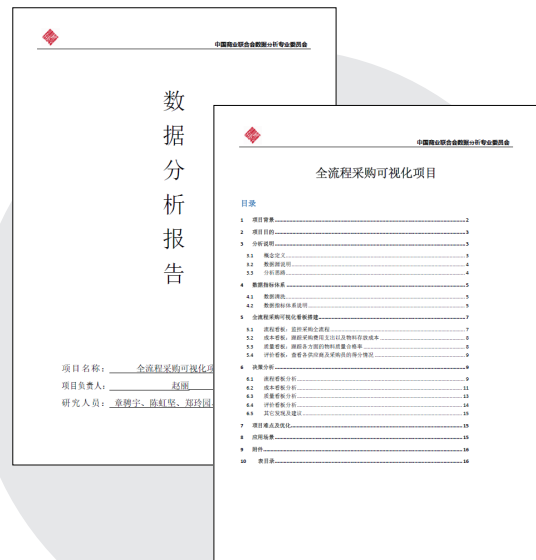 中国商业联合会数据分析专业委员会
数
据
分
析
报
告
项目名称： 全流程采购可视化项
项目负责人： 赵丽
研究人员： 章骋宇、陈虹坚、郑玲园
中国商业联合会数据分析专业委员会
全流程采购可视化项目
目录
1 项目背景 2
2 项目目的 3
3 分析说明 3
3.1 概念定义 3
3.2 数据源说明 4
3.3 分析思路 4
4 数据指标体系 5
4.1 数据清洗 5
4.2 数据指标体系说明 5
5 全流程采购可视化看板搭建 7
5.1 流程看板：监控采购全流程 7
5.2 成本看板：跟踪采购费用支出以及物料存放成本 8
5.3 质量看板：跟踪各方面的物料质量合格率 8
5.4 评价看板：查看各供应商及采购员的得分情况 9
6 决策分析 9
6.1 流程看板分析 9
6.2 成本看板分析 11
6.3 质量看板分析 13
6.4 评价看板分析 14
6.5 其它发现及建议 15
7 项目难点及优化 15
8 应用场景 15
9 附件 16
10 表目录 16